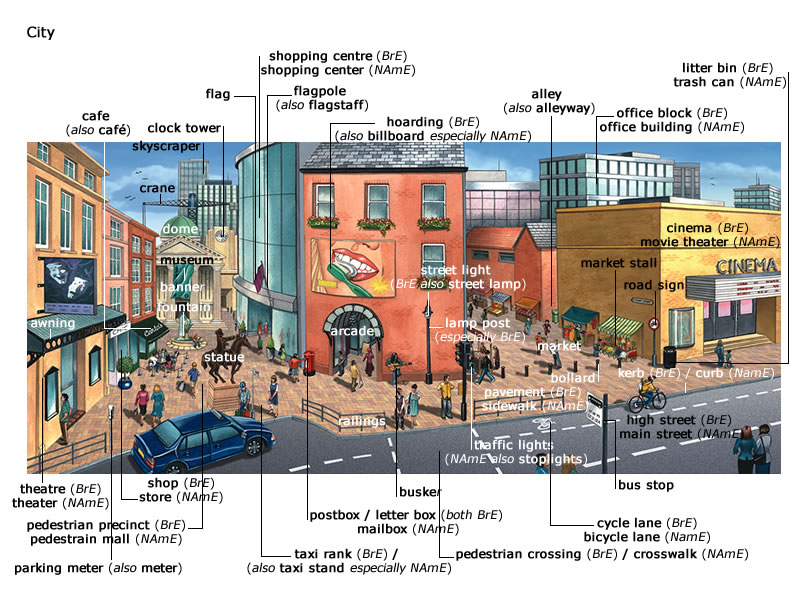 City
shopping centre (BrE)
shopping center (NAmE)
litter bin (BrE)
trash can (NAmE)
flag
flagpole
(also flagstaff)
alley
(also alleyway)
cafe
(also café)
clock tower
hoarding (BrE)
(also billboard especially NAmE)
office block (BrE)
office building (NAmE)
skyscraper
crane
dome
museum
banner
fountain
cinema (BrE)
movie theater (NAmE)
market stall
road sign
CINEMA
street light
(BrE also street lamp)
awning
arcade
lamp post
(especially BrE)
statue
market
bollard
kerb (BrE) / curb (NAmE)
pavement (BrE)
sidewalk (NAmE)
railings
high street (BrE)
main street (NAmE)
traffic lights
(NAmE also stoplights)
theatre (BrE)
theater (NAmE)
shop (BrE)
store (NAmE)
busker
bus stop
pedestrian precinct (BrE)
pedestrain mall (NAmE)
postbox / letter box (both BrE)
mailbox (NAmE)
cycle lane (BrE)
bicycle lane (NamE)
parking meter (also meter)
taxi rank (BrE) /
(also taxi stand especially NAmE)
pedestrian crossing (BrE) / crosswalk (NAmE)